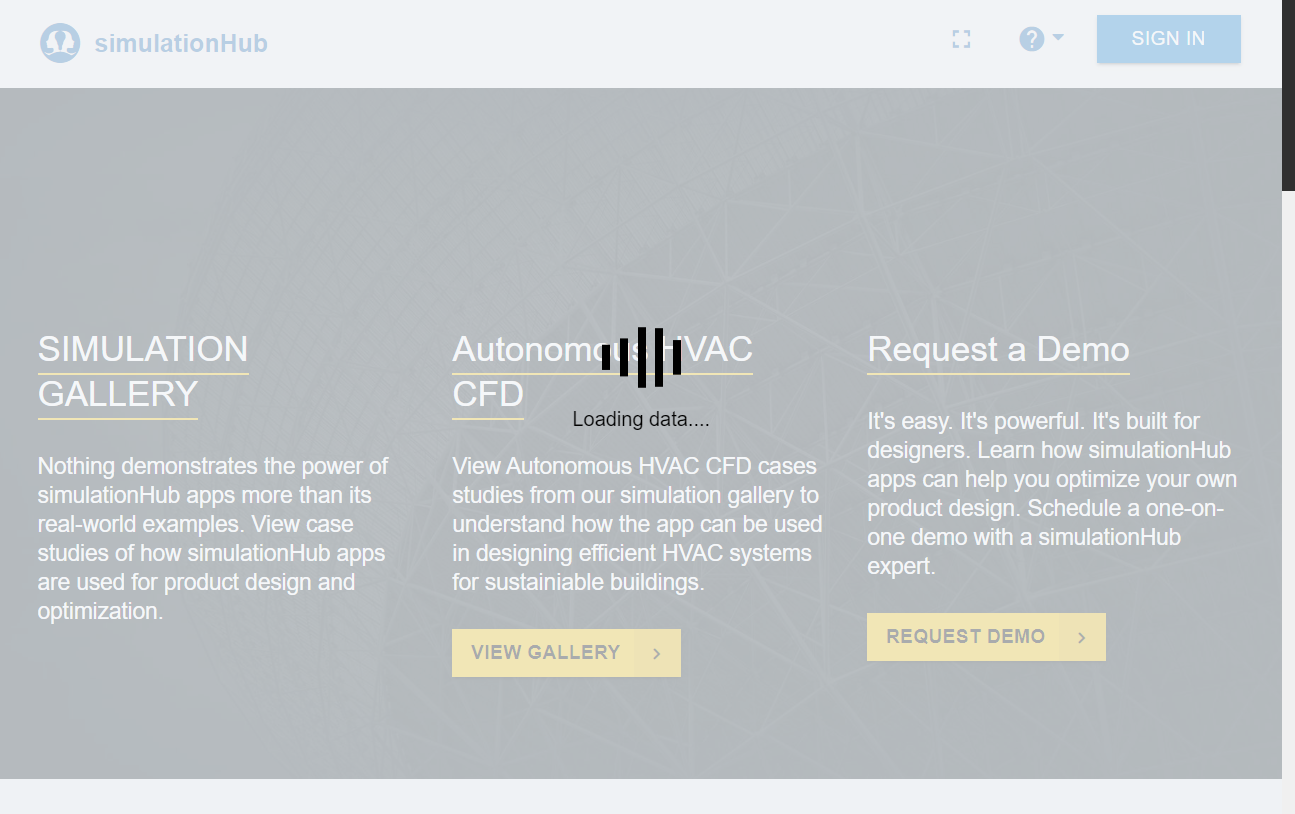 simulationHub
SIGN IN
SIMULATION
GALLERY
Nothing demonstrates the power of
simulationHub apps more than its
real-world examples. View case
studies of how simulationHub apps
are used for product design and
optimization.
Autonomous HVAC
CFD
Loading data....
View Autonomous HVAC CFD cases
studies from our simulation gallery to
understand how the app can be used
in designing efficient HVAC systems
for sustainiable buildings.
VIEW GALLERY
Request a Demo
It's easy. It's powerful. It's built for
designers. Learn how simulationHub
apps can help you optimize your own
product design. Schedule a one-on-
one demo with a simulationHub
expert.
REQUEST DEMO